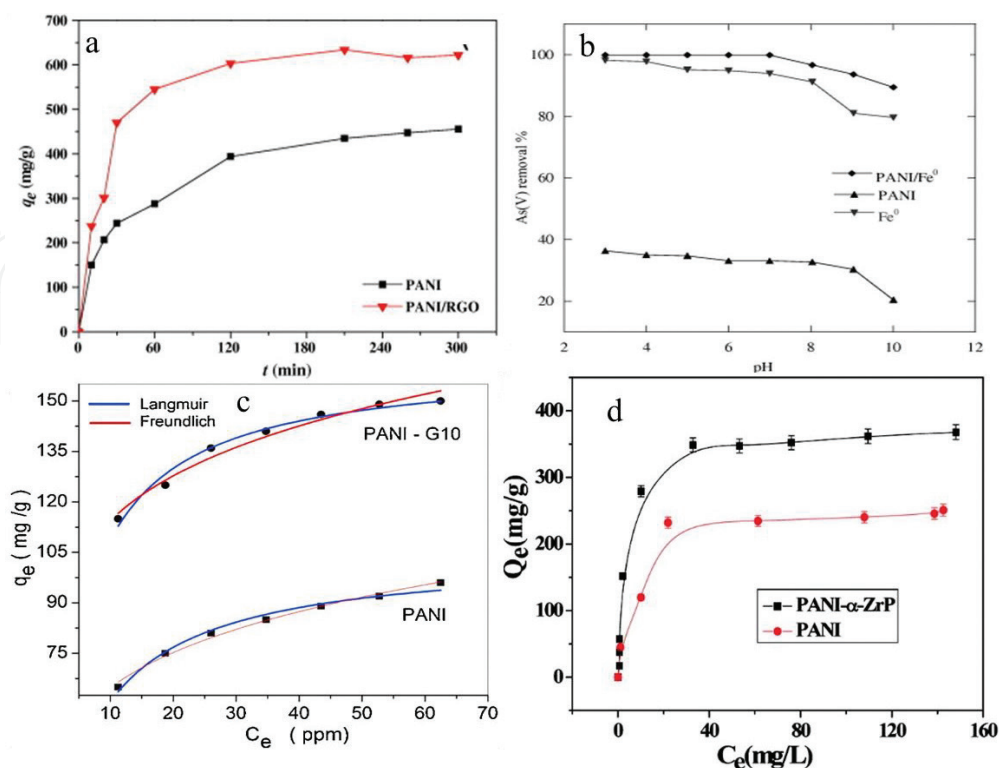 a
700
600
500
400
300
200
100
0
qe (mg/g)
PANI
PANI/RGO
0 60 120 180 240 300
t (min)
b
100
80
60
40
20
As(V) removal %
PANI/Fe⁰
PANI
Fe⁰
2 4 6 8 10 12
pH
c
Langmuir
Freundlich
150
135
120
105
90
75
qe ( mg /g )
PANI - G10
PANI
10 20 30 40 50 60 70
Ce ( ppm )
d
400
300
200
100
0
Qe(mg/g)
PANI-α-ZrP
PANI
0 40 80 120 160
Ce(mg/L)